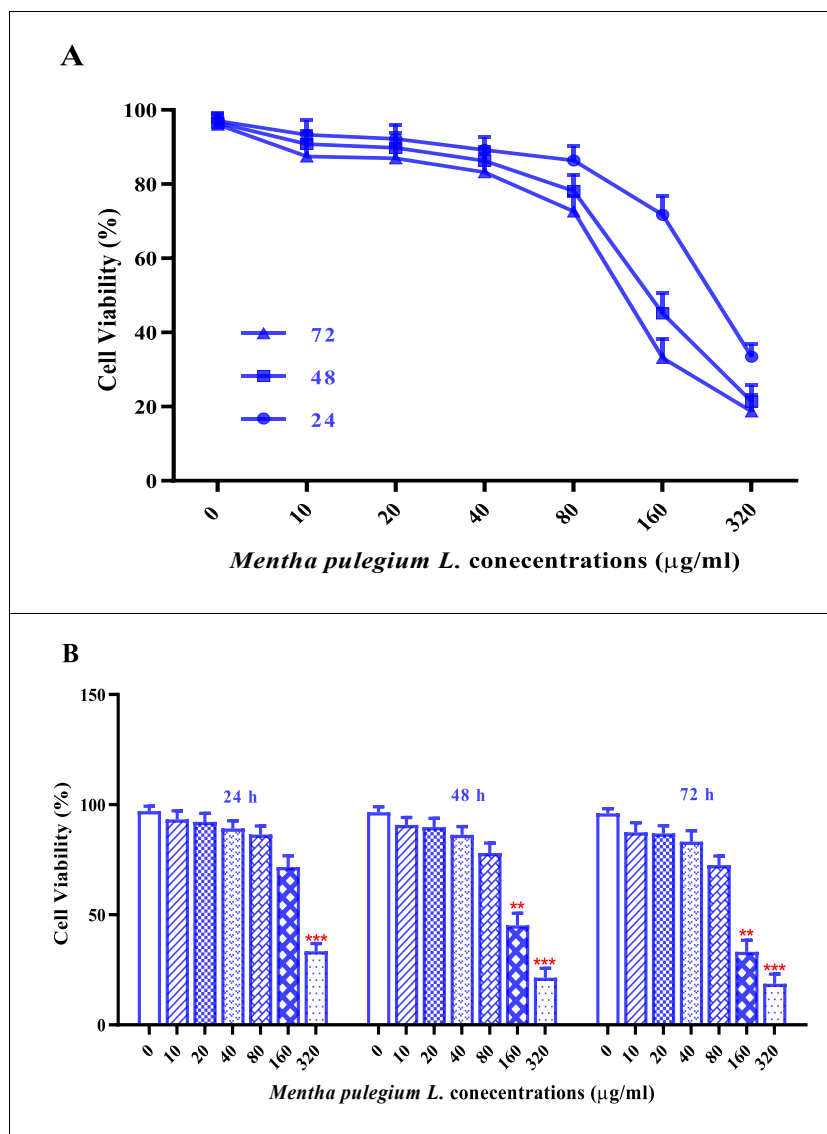 A
100
80
60
40
20
0
Cell Viability (%)
72
48
24
0 10 20 40 80 160 320
Mentha pulegium L. conecentrations (μg/ml)
B
150
100
50
0
Cell Viability (%)
24 h 48 h 72 h
*** ** *** ** ***
0 10 20 40 80 160 320 0 10 20 40 80 160 320 0 10 20 40 80 160 320
Mentha pulegium L. conecentrations (μg/ml)